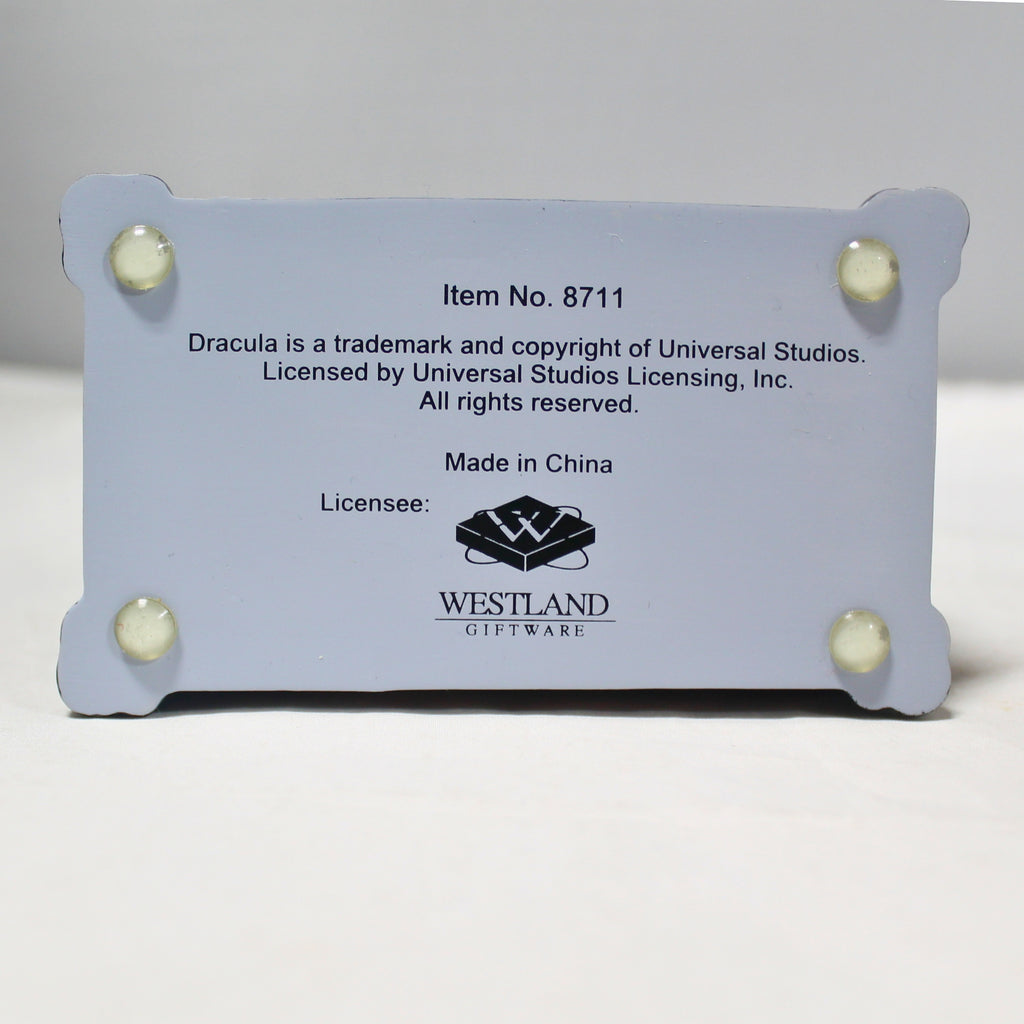 Item No. 8711
Dracula is a trademark and copyright of Universal Studios.
Licensed by Universal Studios Licensing, Inc.
All rights reserved.
Made in China
Licensee:
W
WESTLAND
GIFTWARE